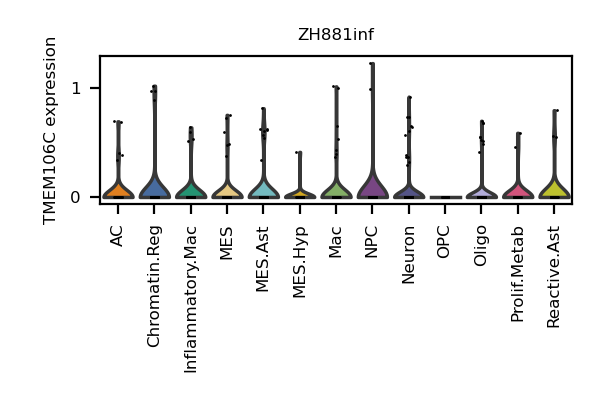 ZH881inf
TMEM106C expression
1
0
AC
Chromatin.Reg
Inflammatory.Mac
MES
MES.Ast
MES.Hyp
Mac
NPC
Neuron
OPC
Oligo
Prolif.Metab
Reactive.Ast